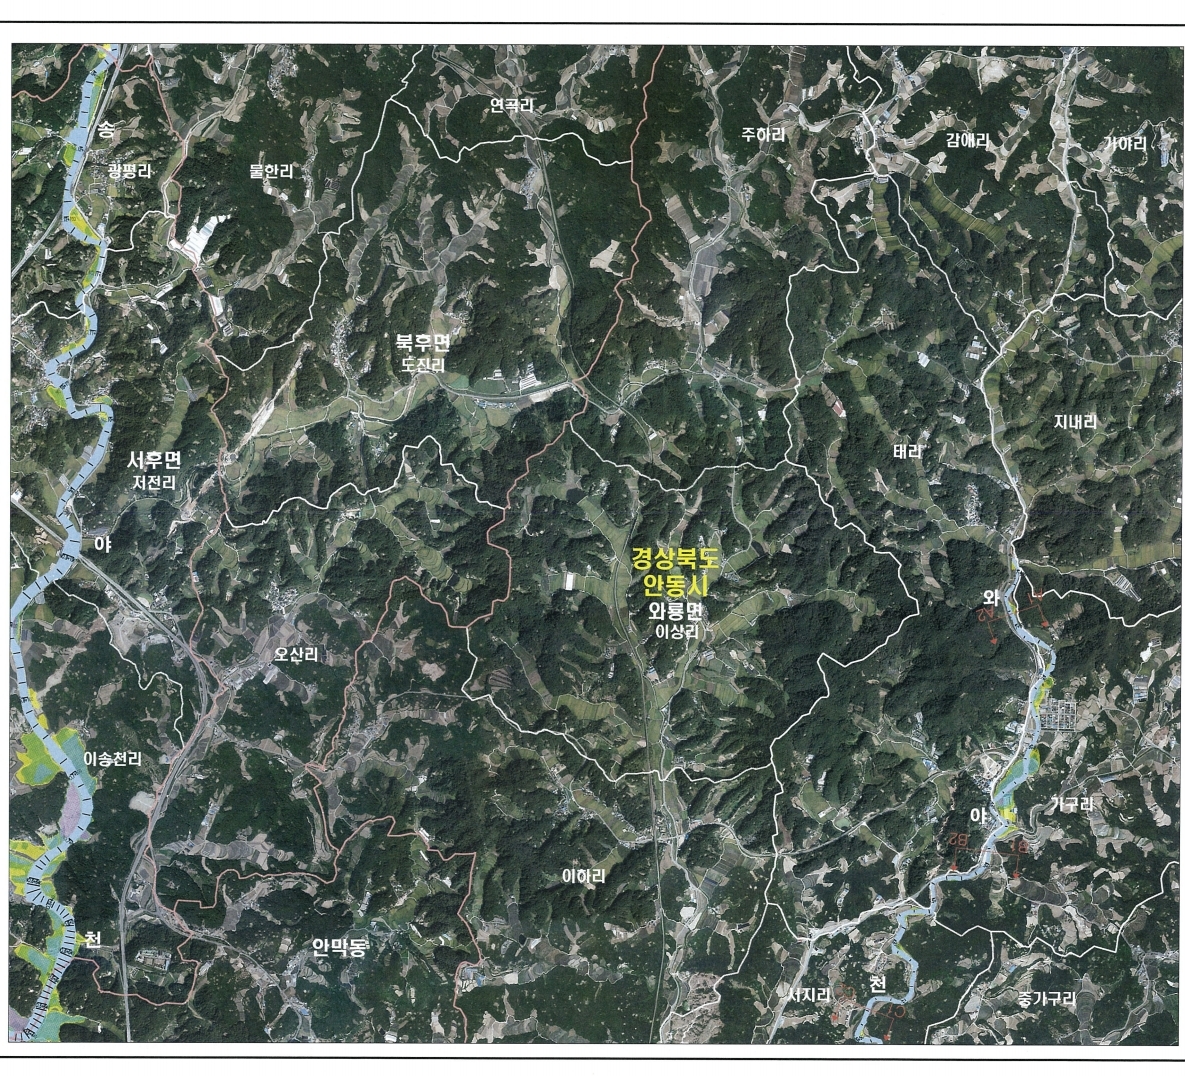 연곡리
송
주하리
감애리
가야리
광평리
물한리
북후면
도진리
지내리
태리
서후면
저전리
야
경상북도
안동시
와룡면
이상리
와
A2
오산리
이송천리
가구리
야
B2
B1
이하리
천
안막동
서지리
천
중가구리
C1